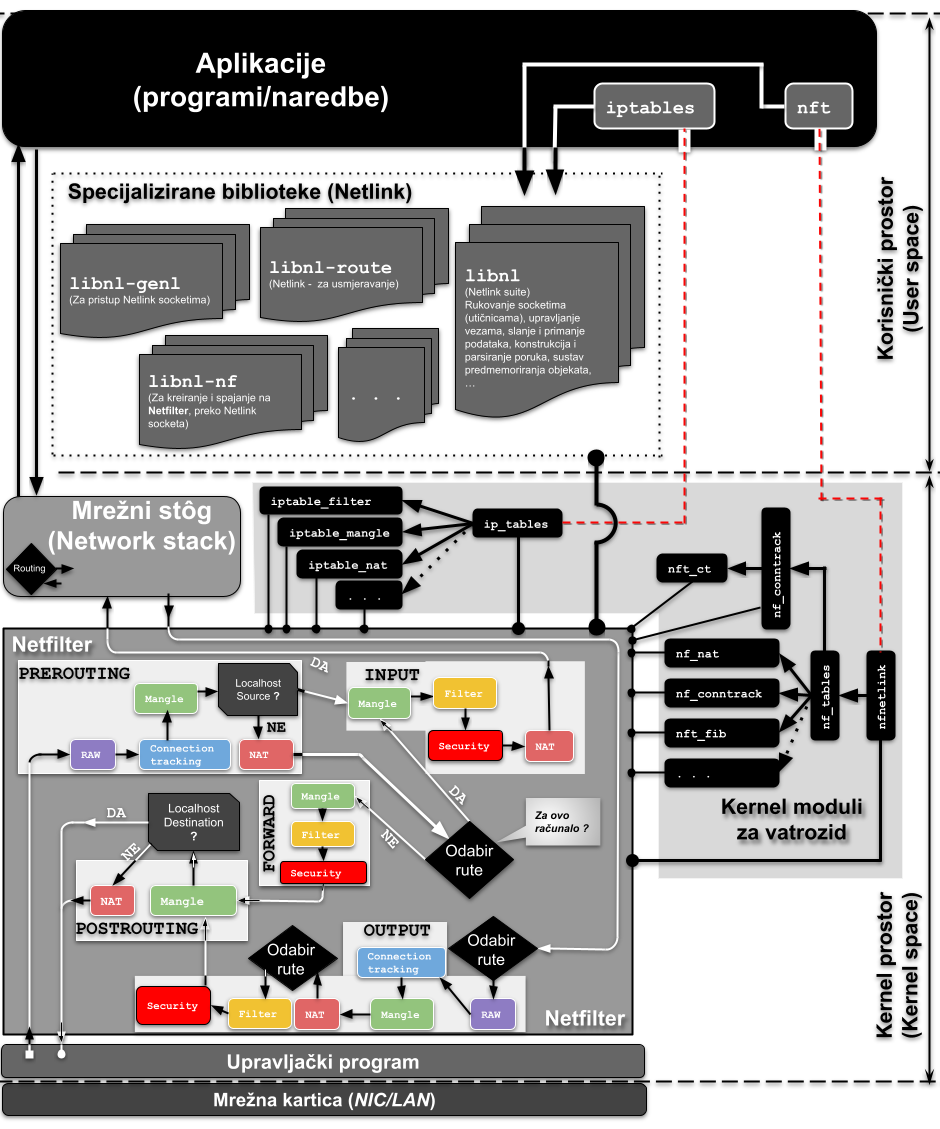 Aplikacije
(programi/naredbe)
iptables
nft
Korisnički prostor
(User space)
Specijalizirane biblioteke (Netlink)
libnl-genl
(Za pristup Netlink socketima)
libnl-route
(Netlink - za usmjeravanje)
libnl
(Netlink suite)
Rukovanje socketima
(utičnicama), upravljanje
vezama, slanje i primanje
podataka, konstrukcija i
parsiranje poruka, sustav
predmemoriranja objekata,
…
libnl-nf
(Za kreiranje i spajanje na
Netfilter, preko Netlink
socketa)
. . .
Mrežni stôg
(Network stack)
Routing
iptable_filter
iptable_mangle
iptable_nat
. . .
ip_tables
nft_ct
nf_conntrack
nf_nat
nf_conntrack
nft_fib
. . .
nf_tables
nfnetlink
Kernel moduli
za vatrozid
Kernel prostor
(Kernel space)
Netfilter
PREROUTING
Mangle
Localhost
Source ?
DA
NE
RAW
Connection
tracking
NAT
INPUT
Mangle
Filter
Security
NAT
DA
Localhost
Destination
?
DA
NE
NAT
Mangle
POSTROUTING
FORWARD
Mangle
Filter
Security
NE
Odabir
rute
Za ovo
računalo ?
OUTPUT
Odabir
rute
Odabir
rute
Connection
tracking
Security
Filter
NAT
Mangle
RAW
Netfilter
Upravljački program
Mrežna kartica (NIC/LAN)